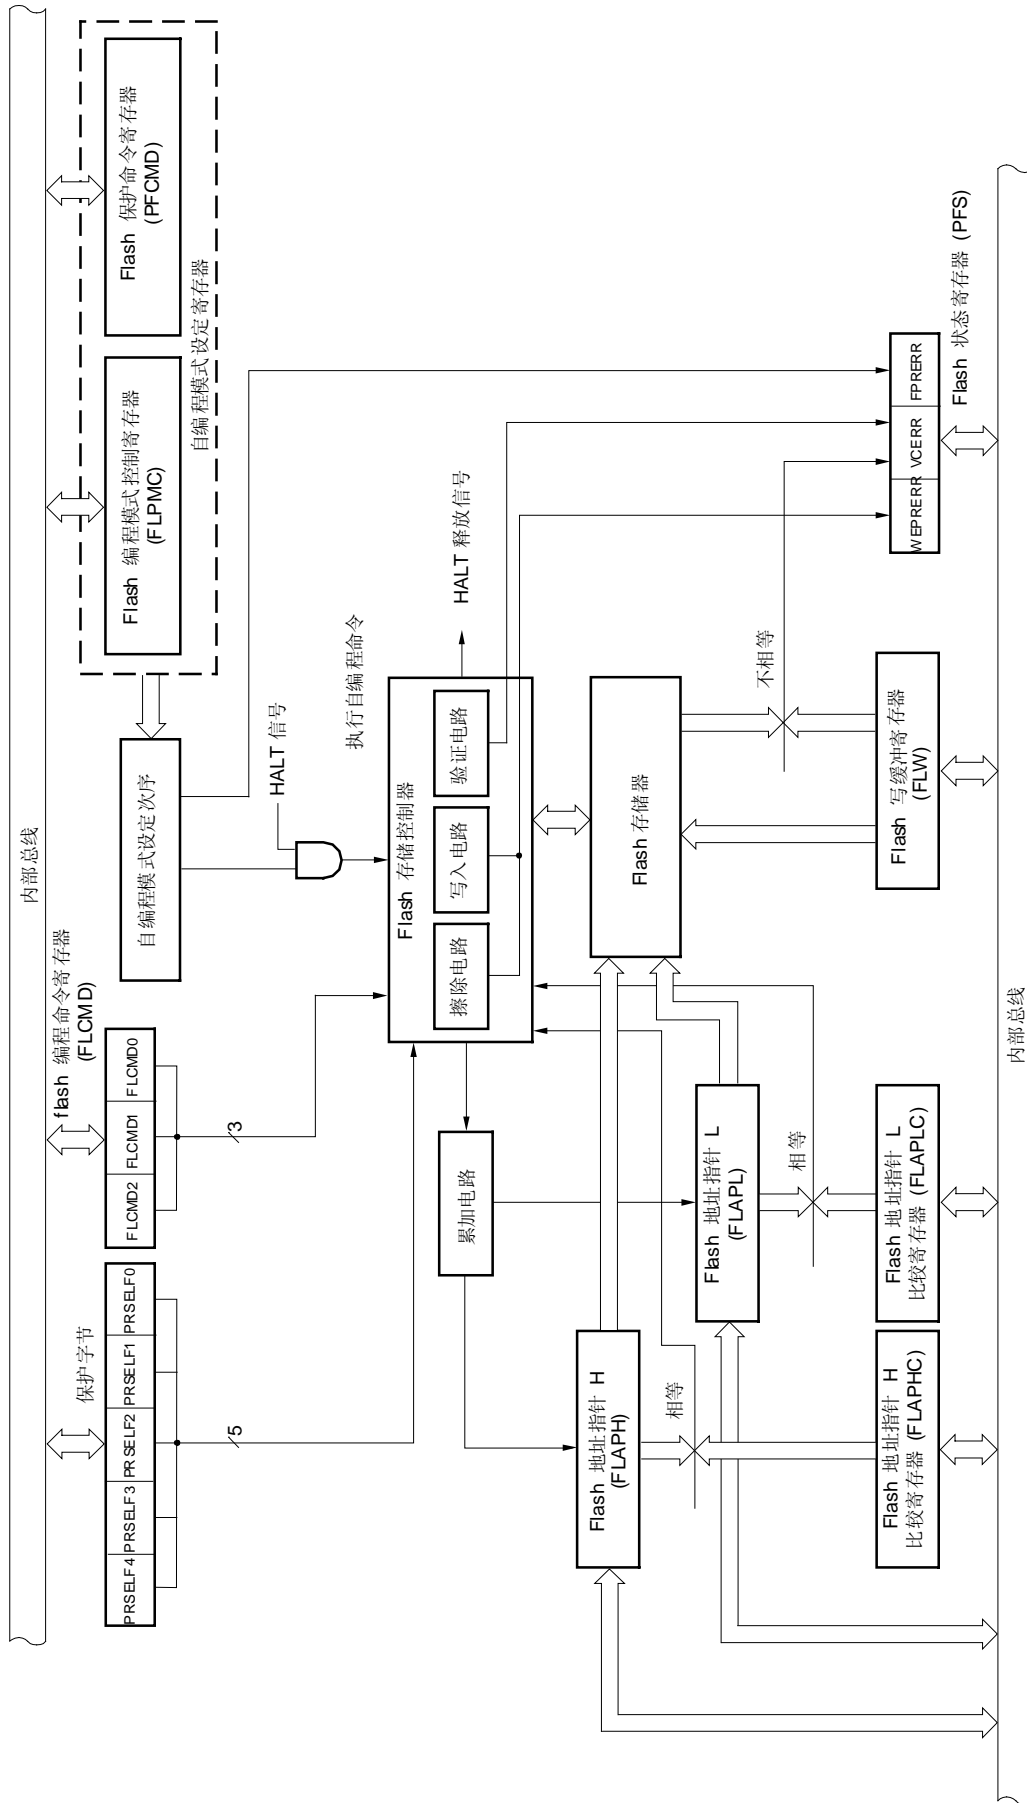 内部总线
保护字节
PRSELF4
PRSELF3
PRSELF2
PRSELF1
PRSELF0
flash 编程命令寄存器
(FLCMD)
FLCMD2
FLCMD1
FLCMD0
Flash 编程模式控制寄存器
(FLPMC)
Flash 保护命令寄存器
(PFCMD)
自编程模式设定寄存器
自编程模式设定次序
5
3
HALT 信号
执行自编程命令
Flash 存储控制器
擦除电路
写入电路
验证电路
HALT 释放信号
累加电路
Flash 地址指针 H
(FLAPH)
Flash 地址指针 L
(FLAPL)
Flash 存储器
相等
相等
不相等
Flash 地址指针 H
比较寄存器 (FLAPHC)
Flash 地址指针 L
比较寄存器 (FLAPLC)
Flash 写缓冲寄存器
(FLW)
WEPRERR
VCERR
FPRERR
Flash 状态寄存器 (PFS)
内部总线